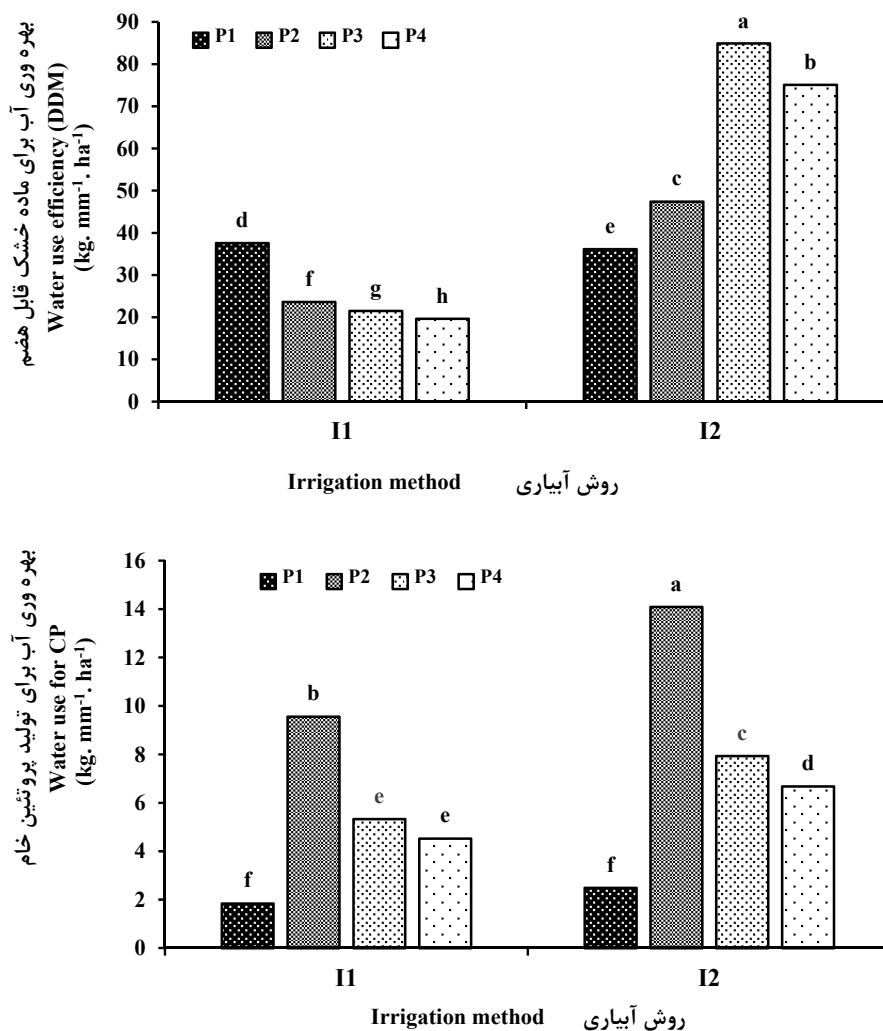 بهره وری آب برای ماده خشک قابل هضم
Water use efficiency (DDM)
(kg. mm-1. ha-1)
90
80
70
60
50
40
30
20
10
0
P1 P2 P3 P4
d
f
g
h
e
c
a
b
I1 I2
Irrigation method روش آبیاری
بهره وری آب برای تولید پروتئین خام
Water use for CP
(kg. mm-1. ha-1)
16
14
12
10
8
6
4
2
0
P1 P2 P3 P4
f
b
e
e
f
a
c
d
I1 I2
Irrigation method روش آبیاری